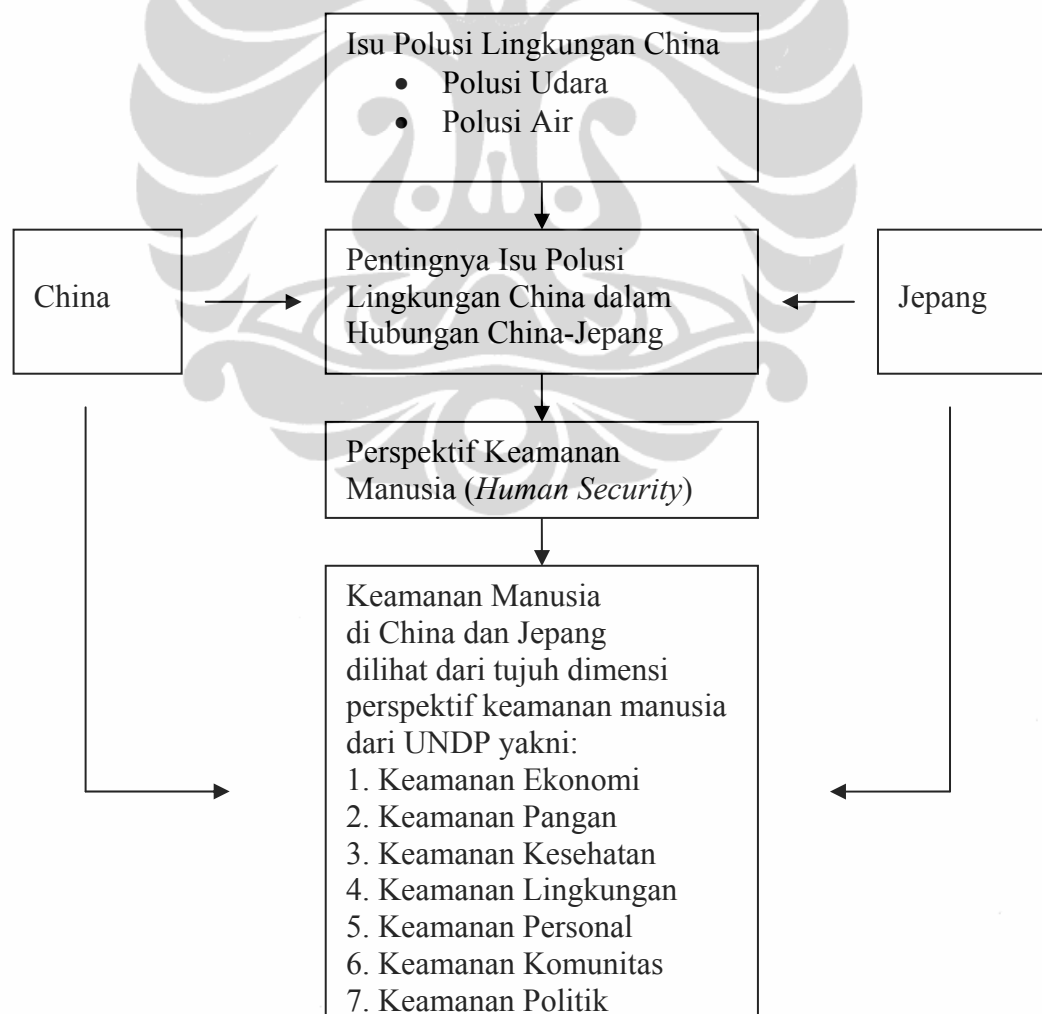 Isu Polusi Lingkungan China
• Polusi Udara
• Polusi Air
China
Pentingnya Isu Polusi
Lingkungan China dalam
Hubungan China-Jepang
Jepang
Perspektif Keamanan
Manusia (Human Security)
Keamanan Manusia
di China dan Jepang
dilihat dari tujuh dimensi
perspektif keamanan manusia
dari UNDP yakni:
1. Keamanan Ekonomi
2. Keamanan Pangan
3. Keamanan Kesehatan
4. Keamanan Lingkungan
5. Keamanan Personal
6. Keamanan Komunitas
7. Keamanan Politik